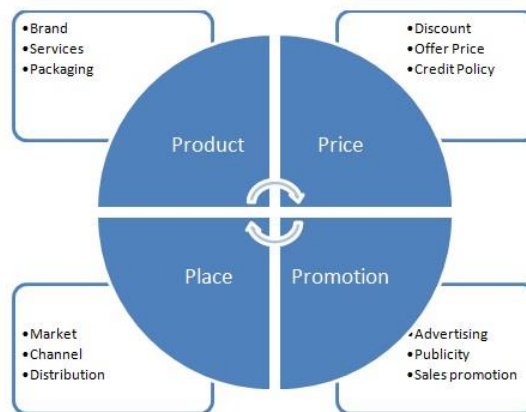 •Brand
•Services
•Packaging
•Discount
•Offer Price
•Credit Policy
Product
Price
Place
Promotion
•Market
•Channel
•Distribution
•Advertising
•Publicity
•Sales promotion